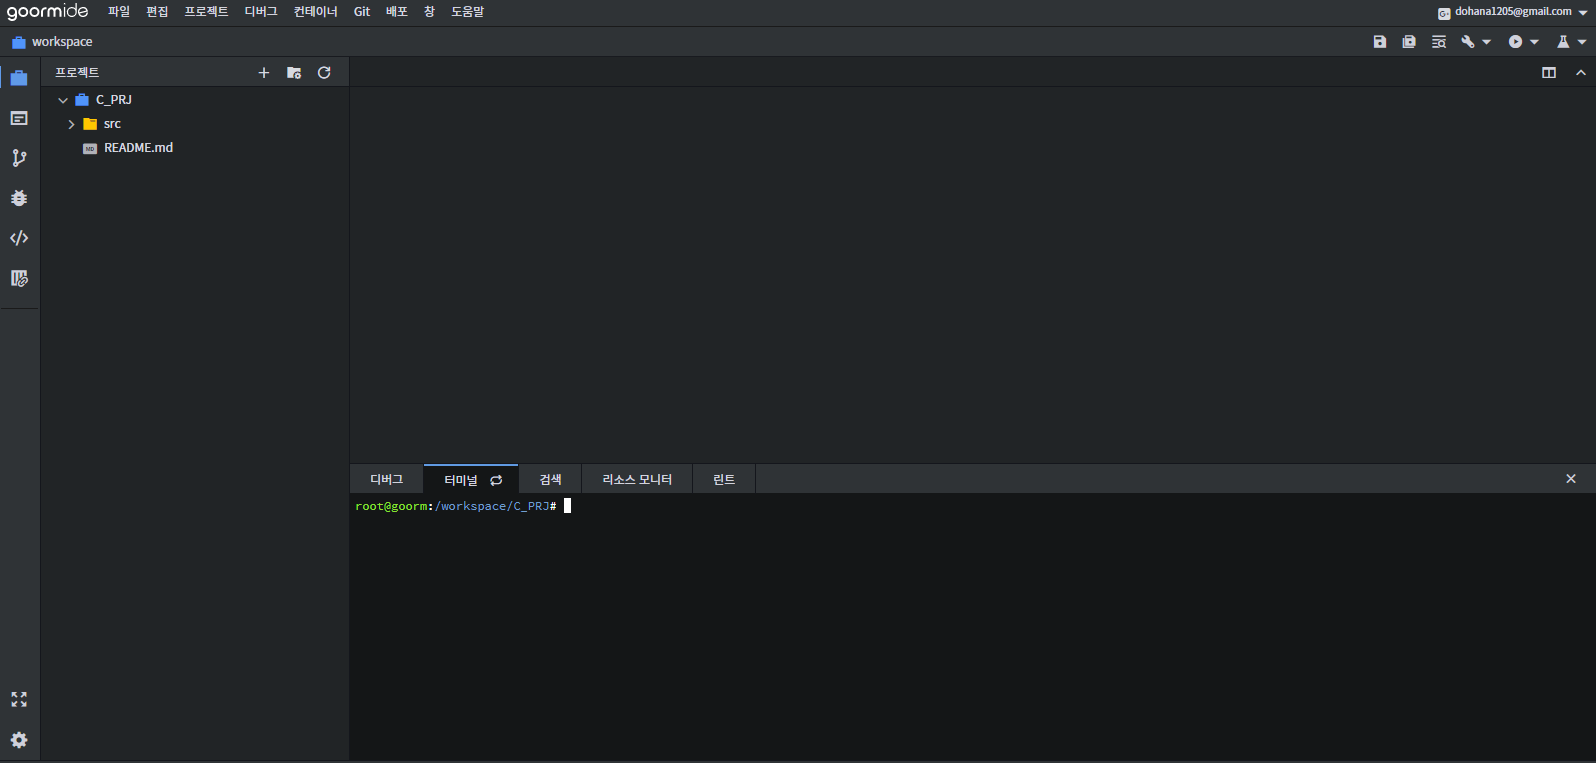 goormide 파일 편집 프로젝트 디버그 컨테이너 Git 배포 창 도움말 G+ dohana1205@gmail.com
workspace
프로젝트
C_PRJ
src
MD README.md
디버그 터미널 검색 리소스 모니터 린트
root@goorm:/workspace/C_PRJ#